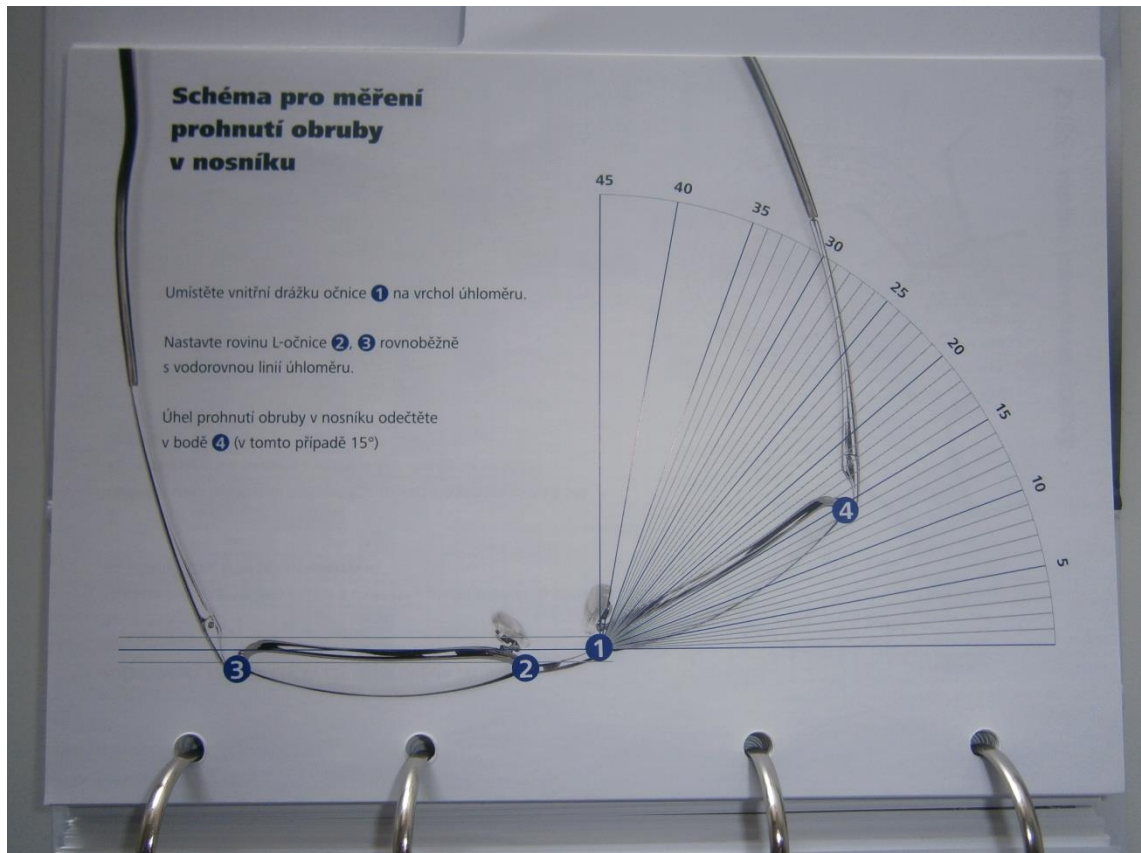 Schéma pro měření
prohnutí obruby
v nosníku
45
40
35
30
25
20
15
10
5
Umístěte vnitřní drážku očnice 1 na vrchol úhloměru.
Nastavte rovinu L-očnice 2, 3 rovnoběžně
s vodorovnou linií úhloměru.
Úhel prohnutí obruby v nosníku odečtěte
v bodě 4 (v tomto případě 15°)
4
1
3
2